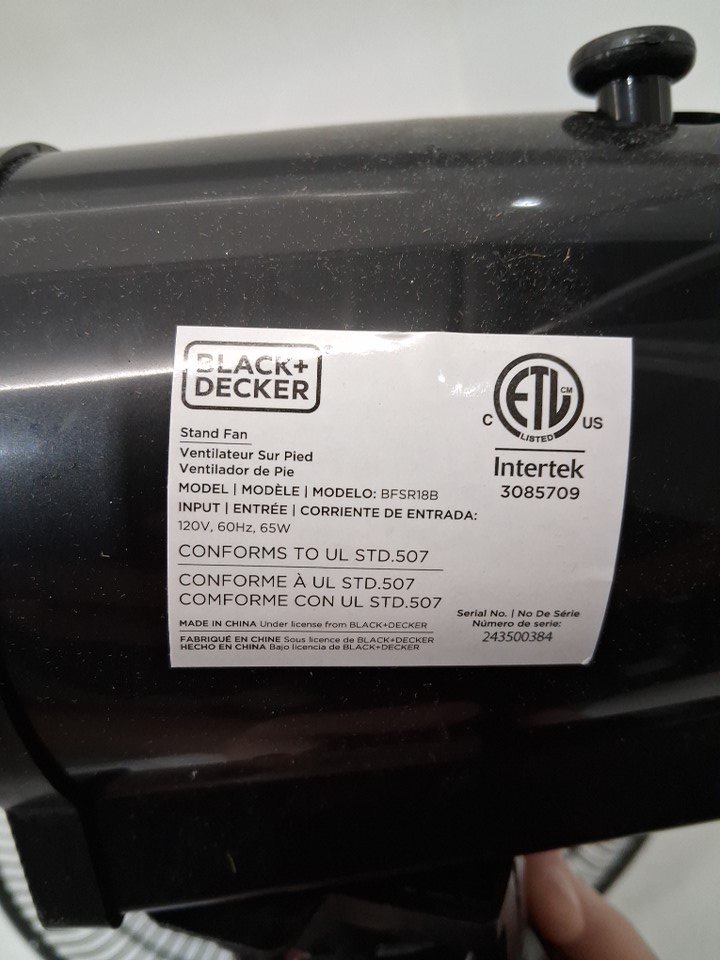 BLACK+
DECKER
Stand Fan
Ventilateur Sur Pied
Ventilador de Pie
MODEL | MODÈLE | MODELO: BFSR18B
INPUT | ENTRÉE | CORRIENTE DE ENTRADA:
120V, 60Hz, 65W
CONFORMS TO UL STD.507
CONFORME À UL STD.507
COMFORME CON UL STD.507
MADE IN CHINA Under license from BLACK+DECKER
FABRIQUÉ EN CHINE Sous licence de BLACK+DECKER
HECHO EN CHINA Bajo licencia de BLACK+DECKER
C ETL CM US
LISTED
Intertek
3085709
Serial No. | No De Série
Número de serie:
243500384